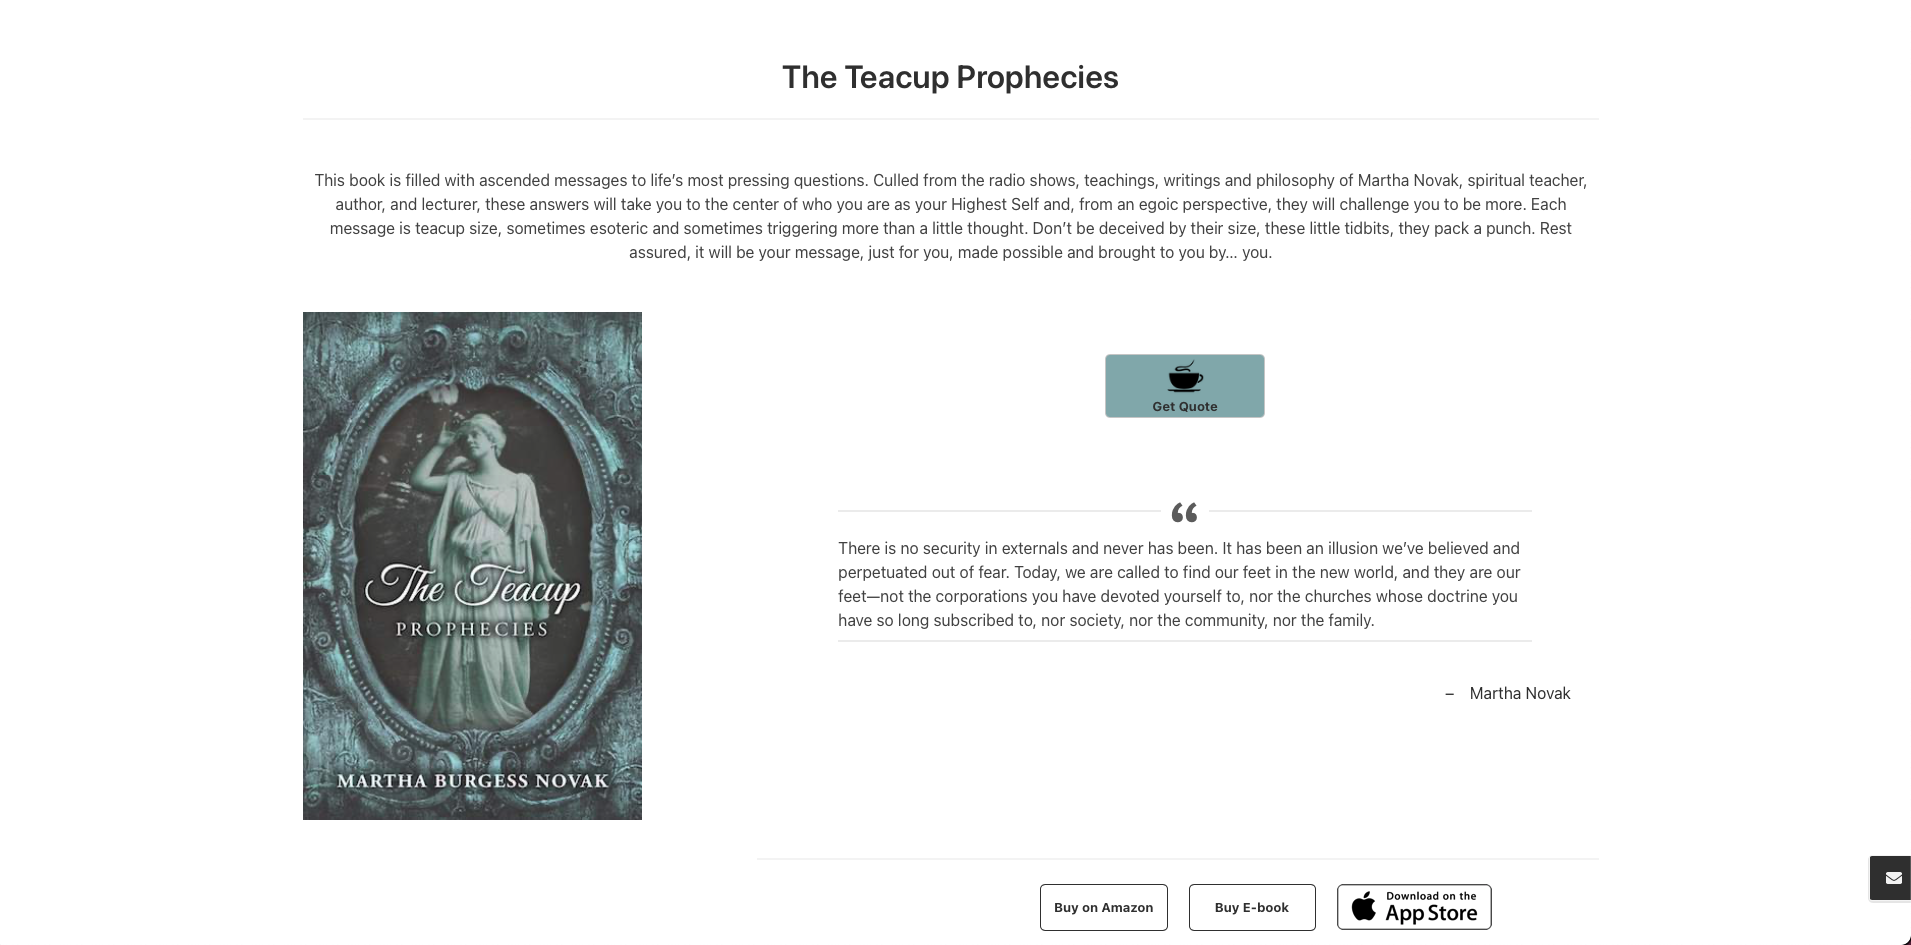 The Teacup Prophecies
This book is filled with ascended messages to life’s most pressing questions. Culled from the radio shows, teachings, writings and philosophy of Martha Novak, spiritual teacher,
author, and lecturer, these answers will take you to the center of who you are as your Highest Self and, from an egoic perspective, they will challenge you to be more. Each
message is teacup size, sometimes esoteric and sometimes triggering more than a little thought. Don’t be deceived by their size, these little tidbits, they pack a punch. Rest
assured, it will be your message, just for you, made possible and brought to you by... you.
The Teacup
PROPHECIES
MARTHA BURGESS NOVAK
Get Quote
“
There is no security in externals and never has been. It has been an illusion we’ve believed and
perpetuated out of fear. Today, we are called to find our feet in the new world, and they are our
feet—not the corporations you have devoted yourself to, nor the churches whose doctrine you
have so long subscribed to, nor society, nor the community, nor the family.
– Martha Novak
Buy on Amazon
Buy E-book
Download on the
App Store